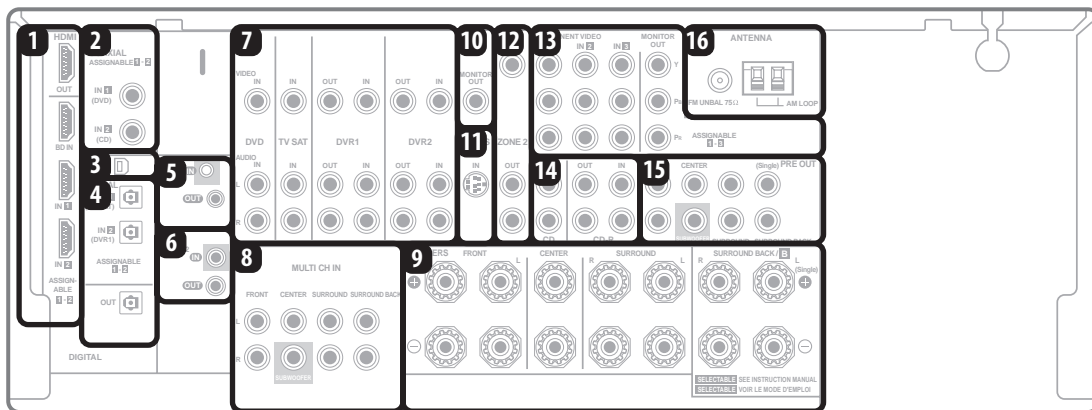 1
HDMI
OUT
BD IN
IN 1
IN 2
ASSIGN-
ABLE
1-2
2
ASSIGNABLE 1-2
IN 1
(DVD)
IN 2
(CD)
3
4
IN 2
(DVR1)
ASSIGNABLE
1-2
OUT
DIGITAL
5
IN
OUT
6
IN
OUT
7
VIDEO
IN IN OUT IN OUT IN
DVD TV SAT DVR1 DVR2
AUDIO
IN IN OUT IN OUT IN
L
R
8
MULTI CH IN
FRONT CENTER SURROUND SURROUND BACK
L
R
SUBWOOFER
9
FRONT L
CENTER
R SURROUND L
SURROUND BACK / B
R L
(Single)
SELECTABLE SEE INSTRUCTION MANUAL
SELECTABLE VOIR LE MODE D'EMPLOI
10
MONITOR
OUT
11
IN
12
ZONE 2
OUT
13
IN 2 IN 3
MONITOR
OUT
Y
ASSIGNABLE
1-3
14
OUT IN
CD CD-R
15
CENTER (Single) PRE OUT
16
ANTENNA
FM UNBAL 75Ω
AM LOOP